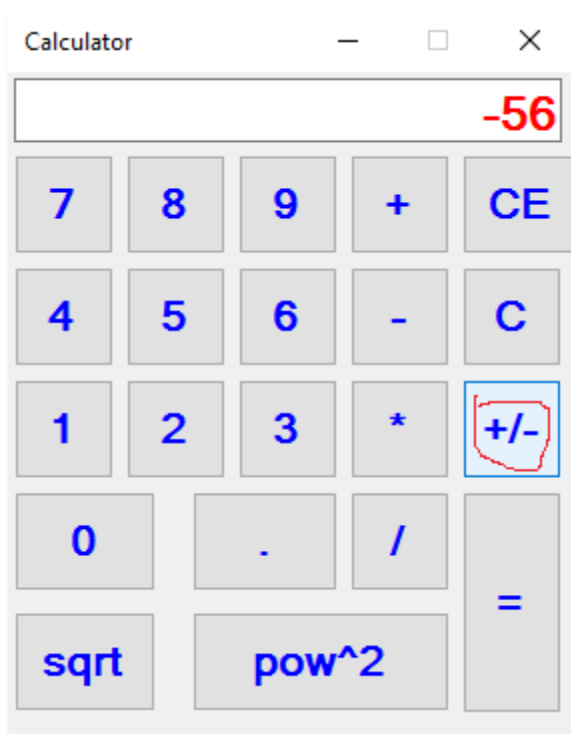 Calculator
-56
7 8 9 + CE
4 5 6 - C
1 2 3 * +/-
0 . /
=
sqrt pow^2